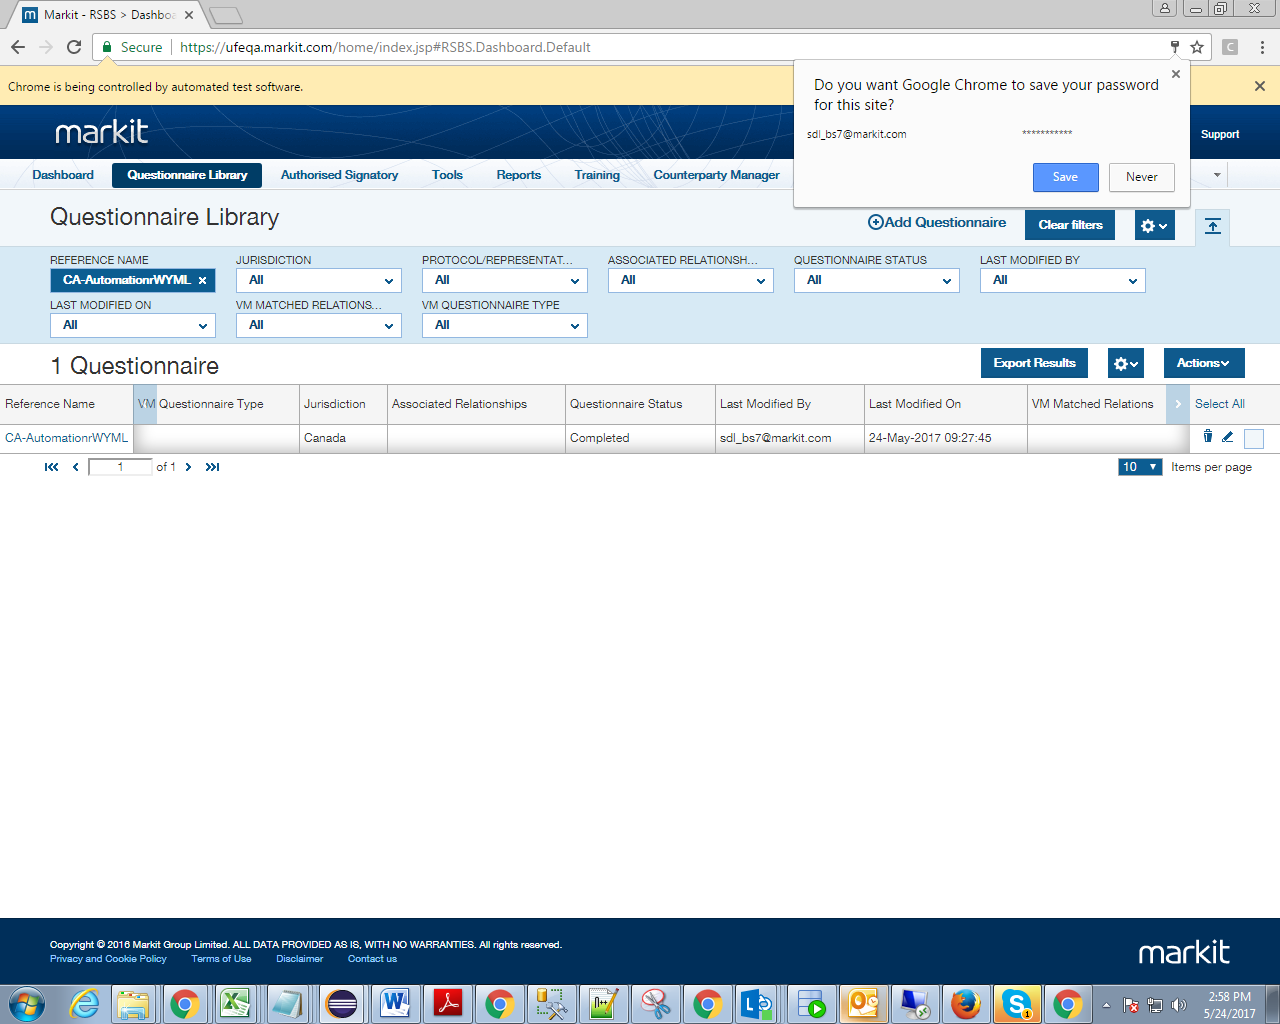 Markit - RSBS > Dashboa
Secure
https://ufeqa.markit.com/home/index.jsp#RSBS.Dashboard.Default
C
Chrome is being controlled by automated test software.
Do you want Google Chrome to save your password
for this site?
sdl_bs7@markit.com ***********
Save Never
markit
Support
Dashboard Questionnaire Library Authorised Signatory Tools Reports Training Counterparty Manager
Questionnaire Library
Add Questionnaire Clear filters
REFERENCE NAME JURISDICTION PROTOCOL/REPRESENTAT... ASSOCIATED RELATIONSH... QUESTIONNAIRE STATUS LAST MODIFIED BY
CA-AutomationrWYML × All All All All All
LAST MODIFIED ON VM MATCHED RELATIONS... VM QUESTIONNAIRE TYPE
All All All
1 Questionnaire
Export Results Actions
Reference Name VM Questionnaire Type Jurisdiction Associated Relationships Questionnaire Status Last Modified By Last Modified On VM Matched Relations Select All
CA-AutomationrWYML Canada Completed sdl_bs7@markit.com 24-May-2017 09:27:45
1 of 1 10 Items per page
Copyright © 2016 Markit Group Limited. ALL DATA PROVIDED AS IS, WITH NO WARRANTIES. All rights reserved.
Privacy and Cookie Policy Terms of Use Disclaimer Contact us
markit
2:58 PM
5/24/2017